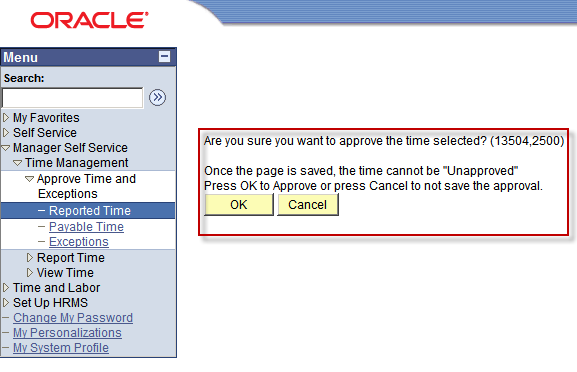 ORACLE
Menu
Search:
My Favorites
Self Service
Manager Self Service
Time Management
Approve Time and
Exceptions
Reported Time
Payable Time
Exceptions
Report Time
View Time
Time and Labor
Set Up HRMS
Change My Password
My Personalizations
My System Profile
Are you sure you want to approve the time selected? (13504,2500)
Once the page is saved, the time cannot be "Unapproved"
Press OK to Approve or press Cancel to not save the approval.
OK Cancel